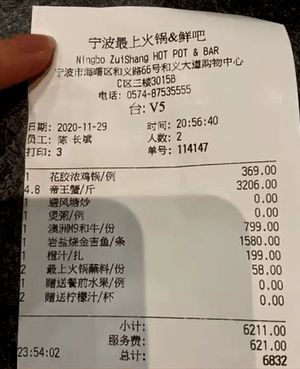 宁波最上火锅&鲜吧
Ningbo ZuiShang HOT POT & BAR
宁波市海曙区和义路66号和义大道购物中心
C区三楼3015B
电话: 0574-87535555
台: V5
日期: 2020-11-29 时间: 20:56:40
员工: 陈 长斌 人数: 2
打印: 3 单号: 114147
1 花胶浓鸡锅/例 369.00
4.8 帝王蟹/斤 3206.00
1 避风塘炒 0.00
1 煲粥/例 0.00
1 澳洲M9和牛/份 799.00
1 岩盐烧金吉鱼/条 1580.00
1 橙汁/扎 199.00
2 最上火锅蘸料/份 58.00
1 赠送餐前水果/例 0.00
2 赠送柠檬汁/杯 0.00
小计: 6211.00
服务费: 621.00
23:54:02 总计: 6832